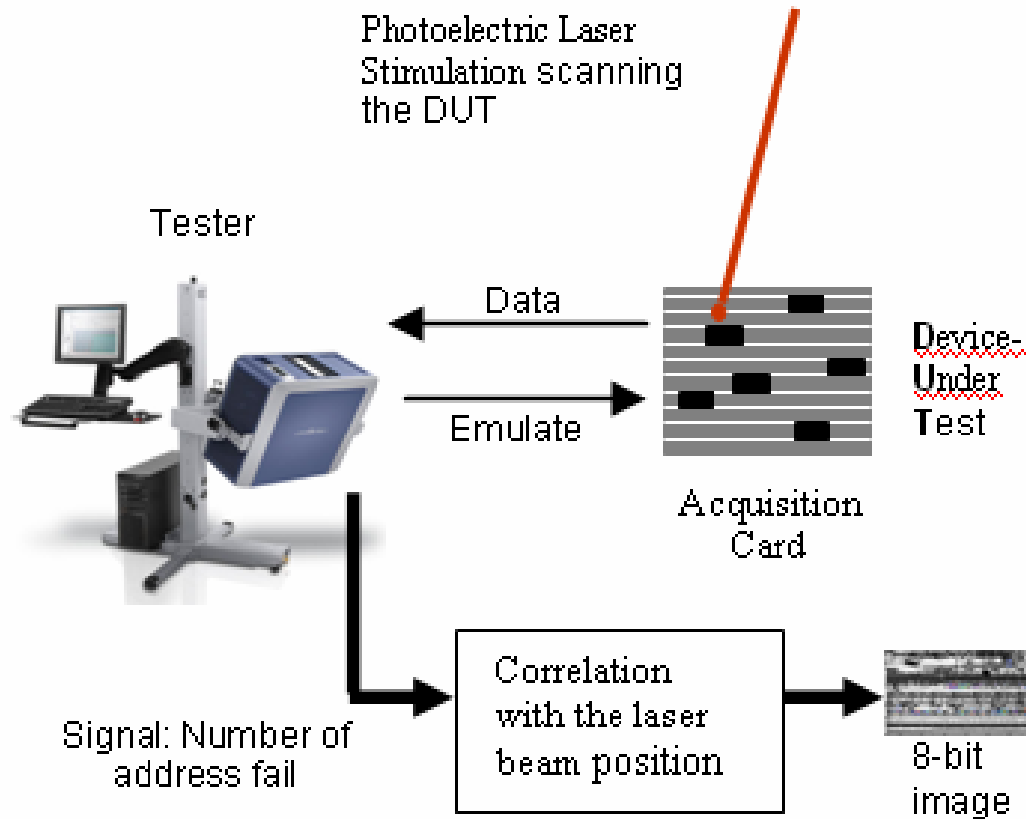 Photoelectric Laser
Stimulation scanning
the DUT
Tester
Data
Emulate
Device-
Under
Test
Acquisition
Card
Signal: Number of
address fail
Correlation
with the laser
beam position
8-bit
image